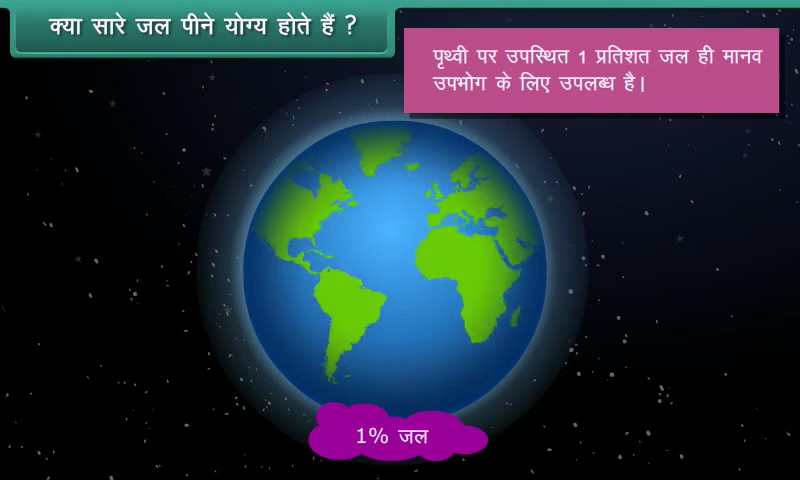 क्या सारे जल पीने योग्य होते हैं ?
पृथ्वी पर उपस्थित 1 प्रतिशत जल ही मानव
उपभोग के लिए उपलब्ध है।
1% जल